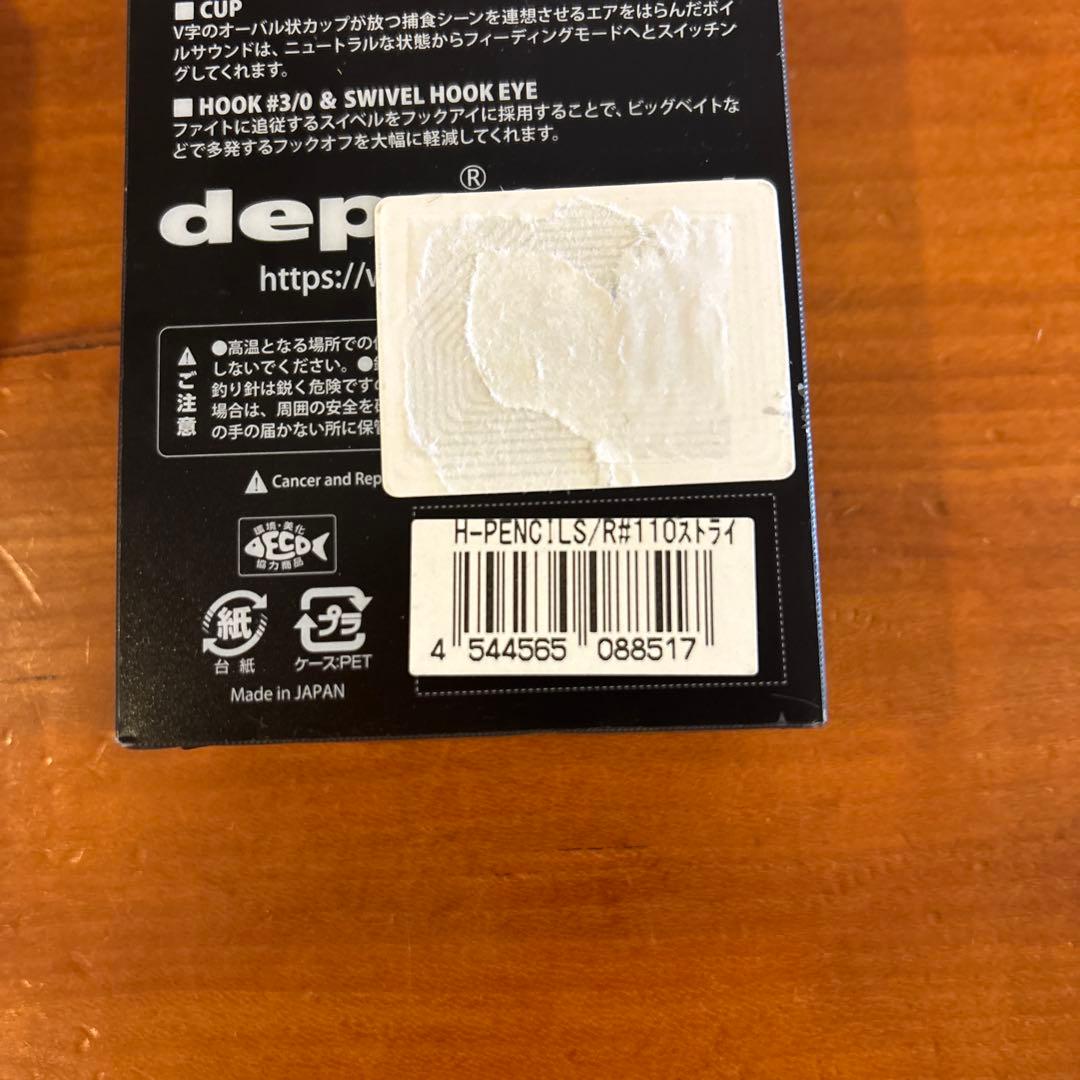 ■ CUP
V字のオーバル状カップが放つ捕食シーンを連想させるエアをはらんだボイ
ルサウンドは、ニュートラルな状態からフィーディングモードへとスイッチン
グしてくれます。
■ HOOK #3/0 & SWIVEL HOOK EYE
ファイトに追従するスイベルをフックアイに採用することで、ビッグベイトな
どで多発するフックオフを大幅に軽減してくれます。
dep
®
https://
ご注意
●高温となる場所での
しないでください。●
釣り針は鋭く危険です
場合は、周囲の安全を
の手の届かない所に保管
Cancer and Rep
環境・美化
DECO
協力商品
紙
台紙
プラ
ケース:PET
Made in JAPAN
H-PENCILS/R#110ストライ
4 544565 088517